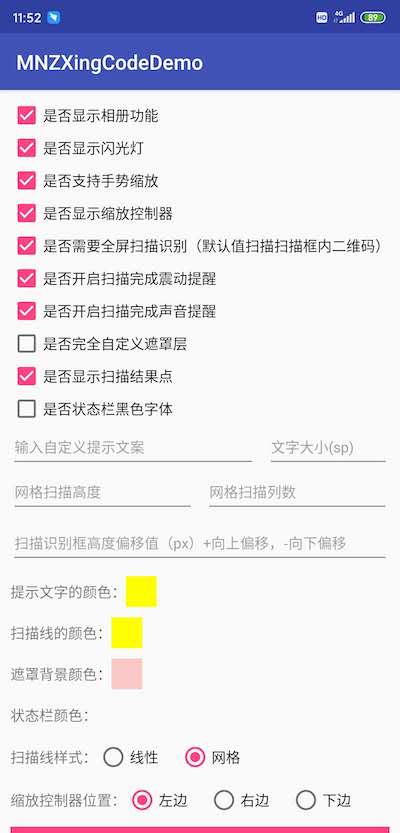 11:52 HD 4G 89
MNZXingCodeDemo
是否显示相册功能
是否显示闪光灯
是否支持手势缩放
是否显示缩放控制器
是否需要全屏扫描识别（默认值扫描扫描框内二维码）
是否开启扫描完成震动提醒
是否开启扫描完成声音提醒
是否完全自定义遮罩层
是否显示扫描结果点
是否状态栏黑色字体
输入自定义提示文案 文字大小(sp)
网格扫描高度 网格扫描列数
扫描识别框高度偏移值（px）+向上偏移，-向下偏移
提示文字的颜色：
扫描线的颜色：
遮罩背景颜色：
状态栏颜色：
扫描线样式： 线性 网格
缩放控制器位置： 左边 右边 下边